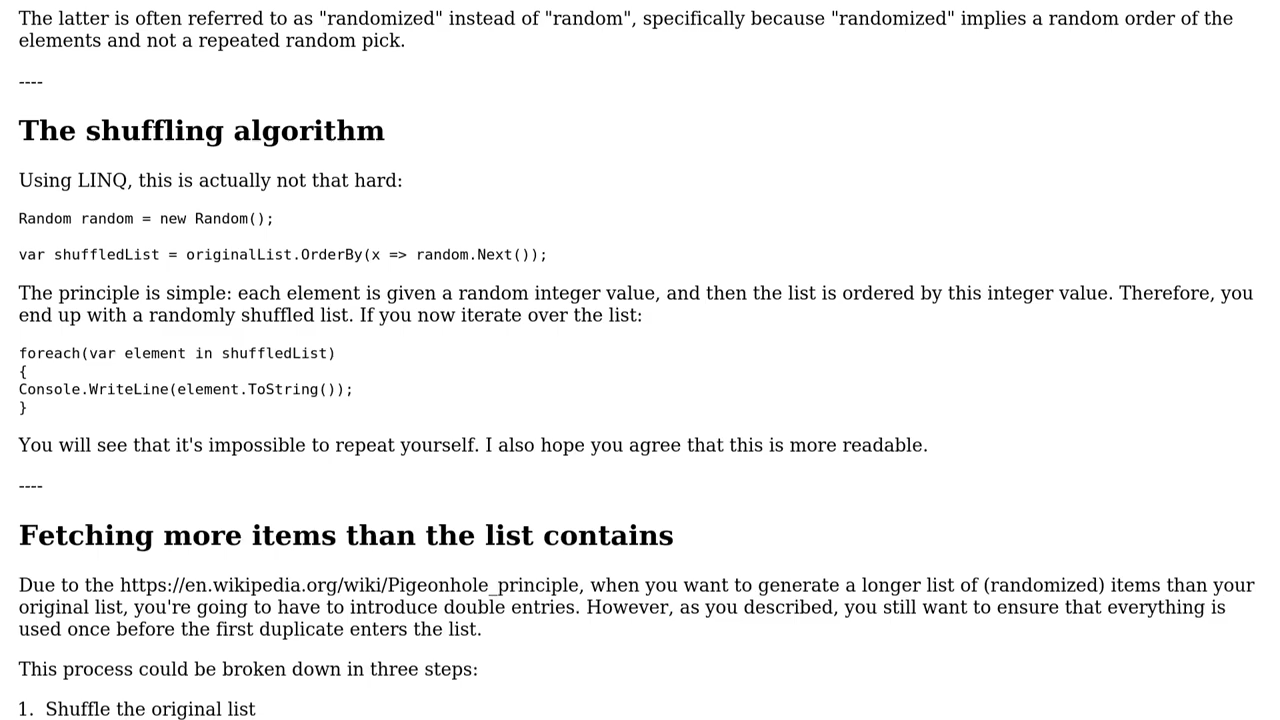 The latter is often referred to as "randomized" instead of "random", specifically because "randomized" implies a random order of the
elements and not a repeated random pick.
----
The shuffling algorithm
Using LINQ, this is actually not that hard:
Random random = new Random();
var shuffledList = originalList.OrderBy(x => random.Next());
The principle is simple: each element is given a random integer value, and then the list is ordered by this integer value. Therefore, you
end up with a randomly shuffled list. If you now iterate over the list:
foreach(var element in shuffledList)
{
Console.WriteLine(element.ToString());
}
You will see that it's impossible to repeat yourself. I also hope you agree that this is more readable.
----
Fetching more items than the list contains
Due to the https://en.wikipedia.org/wiki/Pigeonhole_principle, when you want to generate a longer list of (randomized) items than your
original list, you're going to have to introduce double entries. However, as you described, you still want to ensure that everything is
used once before the first duplicate enters the list.
This process could be broken down in three steps:
1. Shuffle the original list